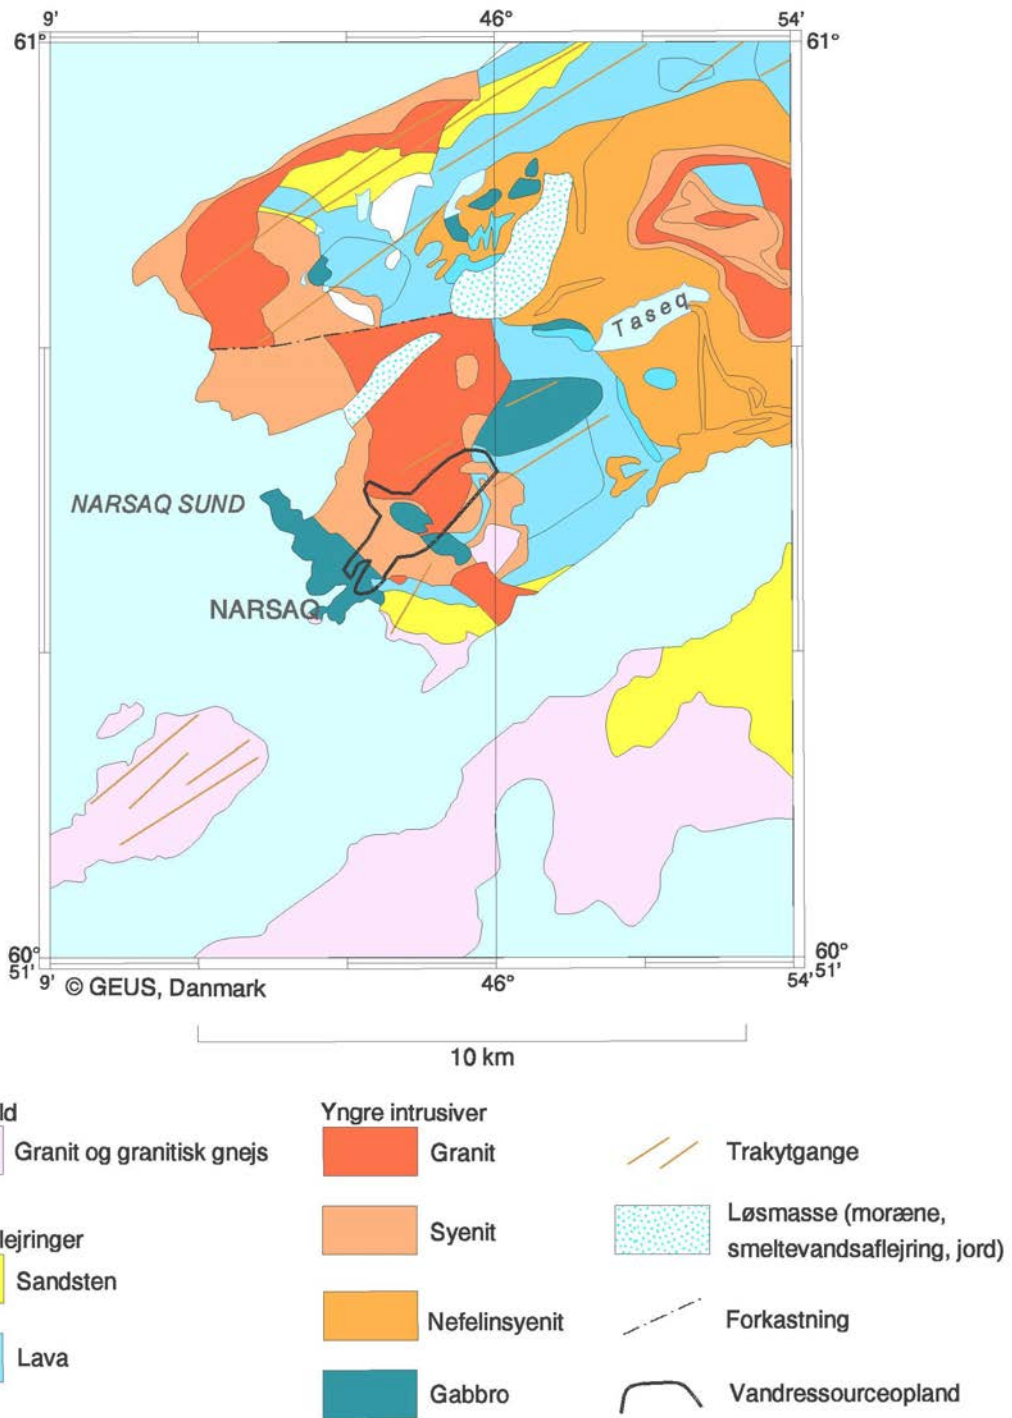 9' 46° 54'
61° 61°
Taseq
NARSAQ SUND
NARSAQ
60° 60°
51' 51'
9' © GEUS, Danmark 46° 54'
10 km
ld
Granit og granitisk gnejs
lejringer
Sandsten
Lava
Yngre intrusiver
Granit
Syenit
Nefelinsyenit
Gabbro
Trakytgange
Løsmasse (moræne,
smeltevandsaflejring, jord)
Forkastning
Vandressourceopland